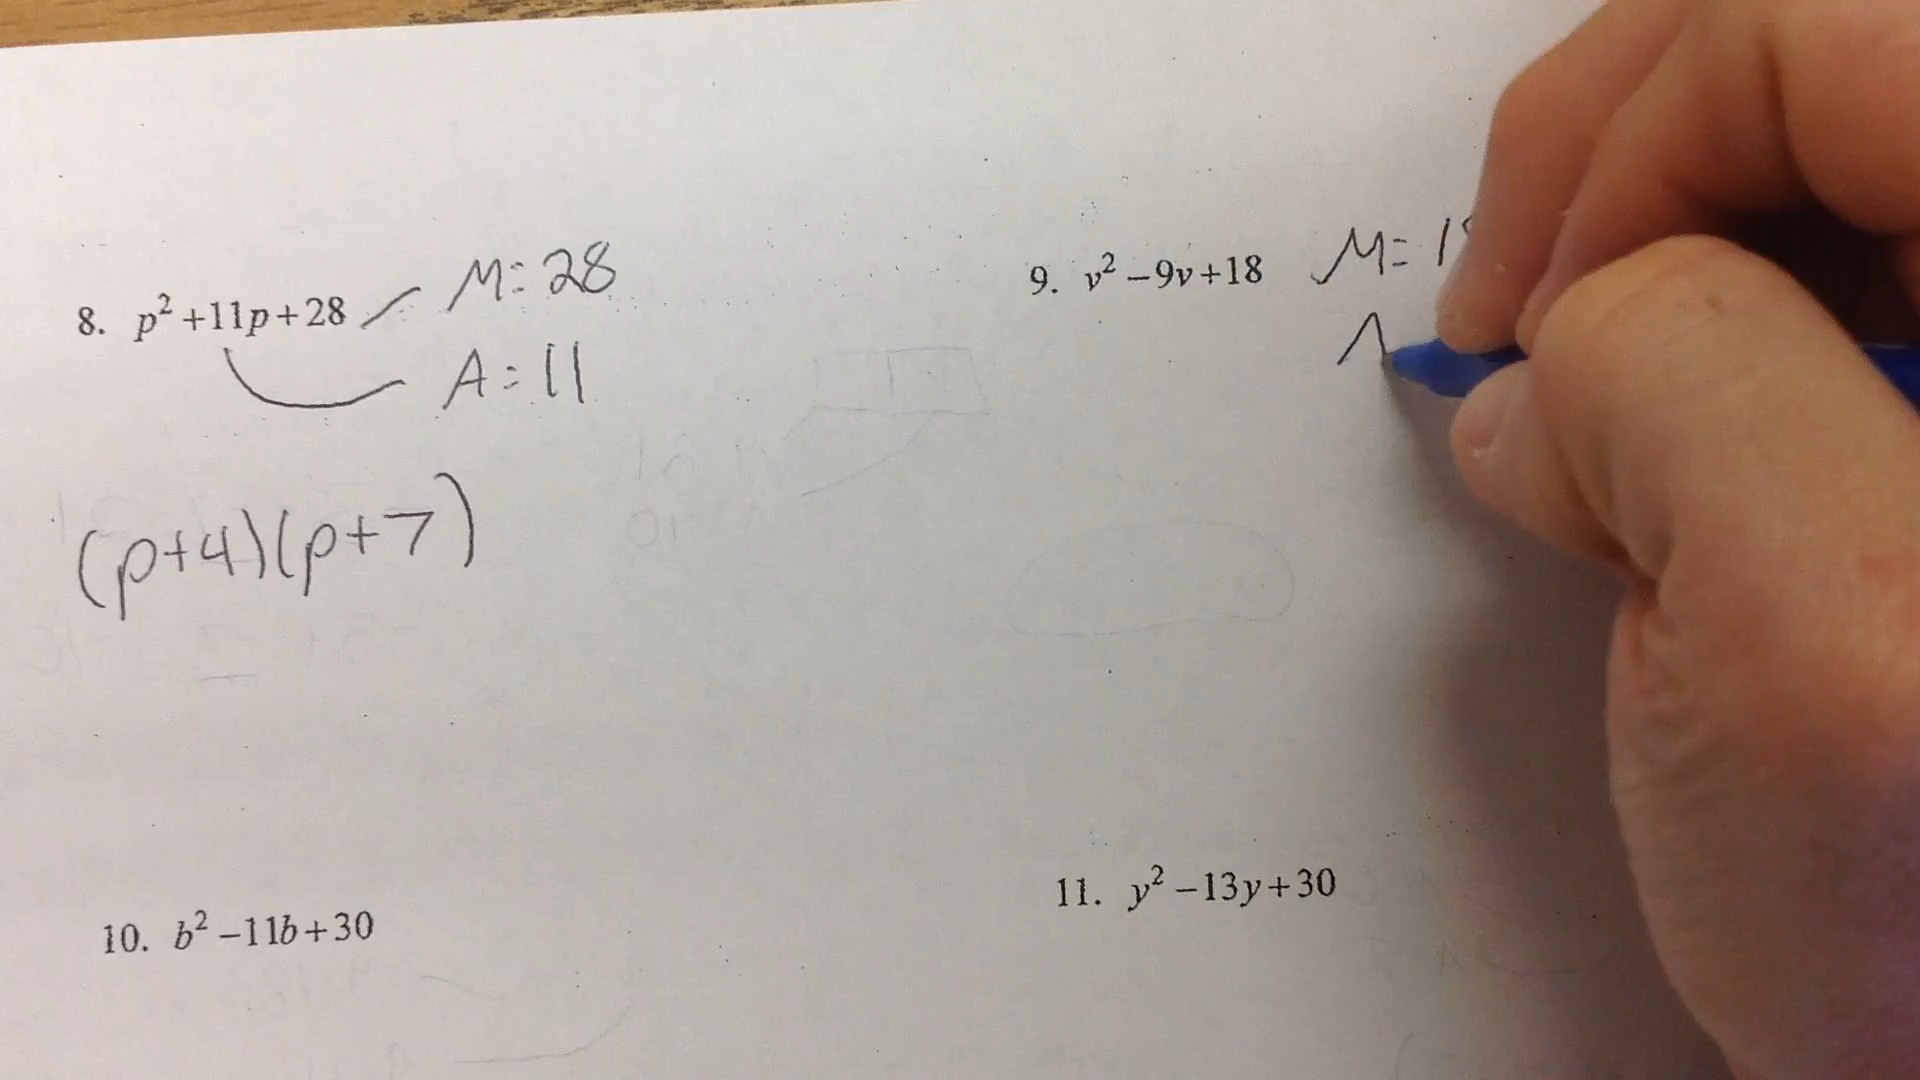 8. p² +11p+28 M: 28
A = 11
(p+4)(p+7)
9. v² −9v+18 M= 18
10. b² −11b+30
11. y² −13y+30